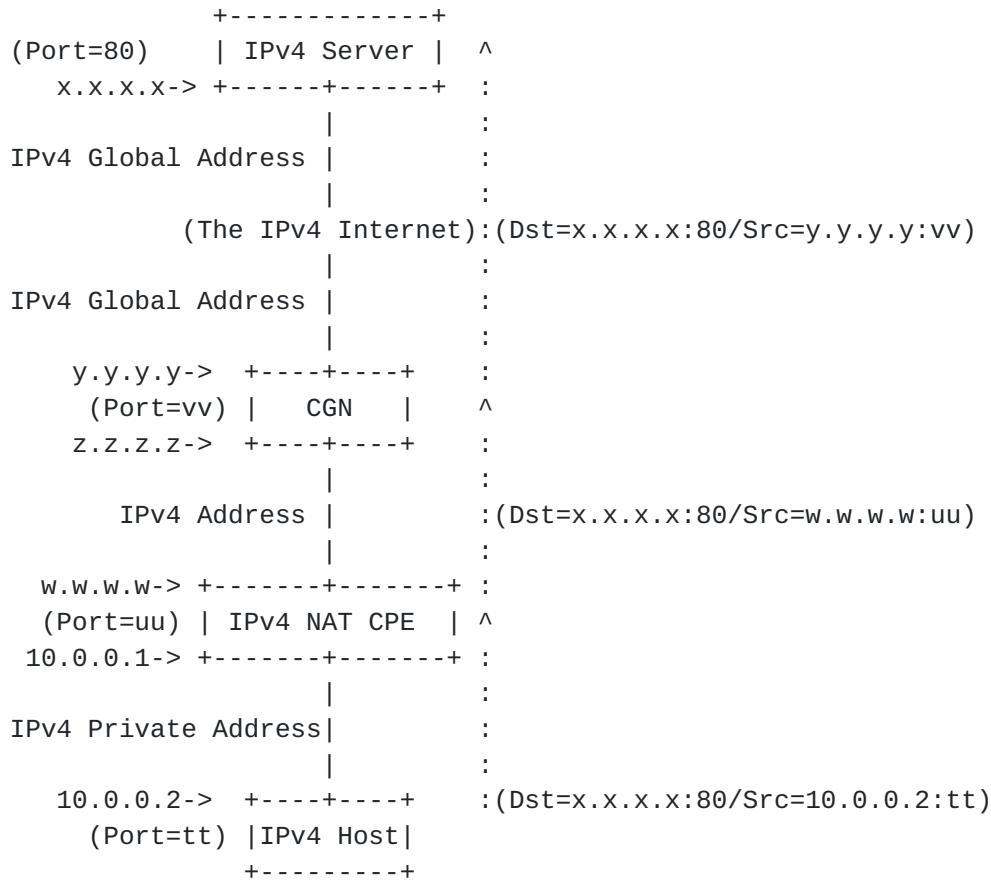 +-------------+
(Port=80)    | IPv4 Server |  ^
   x.x.x.x-> +------+------+  :
                    |         :
IPv4 Global Address |         :
                    |         :
           (The IPv4 Internet):(Dst=x.x.x.x:80/Src=y.y.y.y:vv)
                    |         :
IPv4 Global Address |         :
                    |         :
    y.y.y.y->  +----+----+    :
     (Port=vv) |   CGN   |    ^
    z.z.z.z->  +----+----+    :
                    |         :
       IPv4 Address |         :(Dst=x.x.x.x:80/Src=w.w.w.w:uu)
                    |         :
  w.w.w.w-> +-------+-------+ :
  (Port=uu) | IPv4 NAT CPE  | ^
 10.0.0.1-> +-------+-------+ :
                    |         :
IPv4 Private Address|         :
                    |         :
   10.0.0.2->  +----+----+    :(Dst=x.x.x.x:80/Src=10.0.0.2:tt)
     (Port=tt) |IPv4 Host|
               +---------+